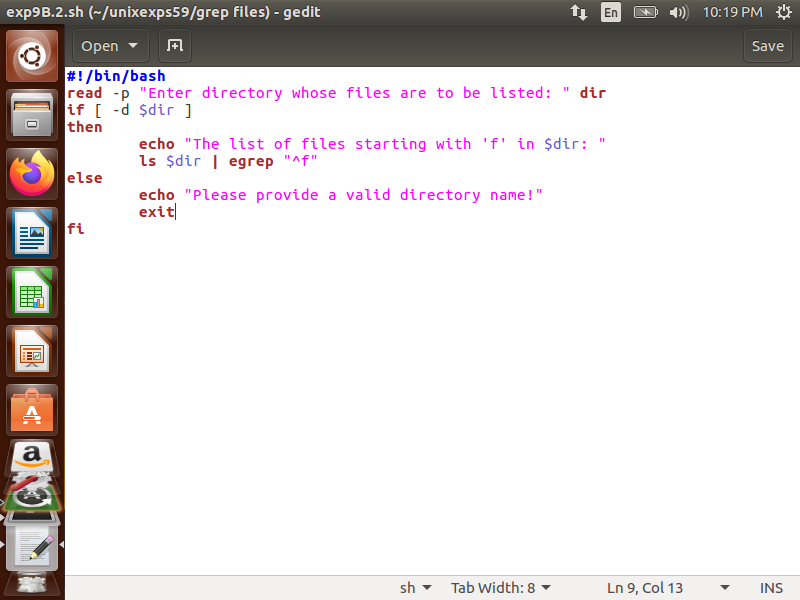 exp9B.2.sh (~/unixexps59/grep files) - gedit
En
10:19 PM
Open
Save
#!/bin/bash
read -p "Enter directory whose files are to be listed: " dir
if [ -d $dir ]
then
        echo "The list of files starting with 'f' in $dir: "
        ls $dir | egrep "^f"
else
        echo "Please provide a valid directory name!"
        exit
fi
sh
Tab Width: 8
Ln 9, Col 13
INS